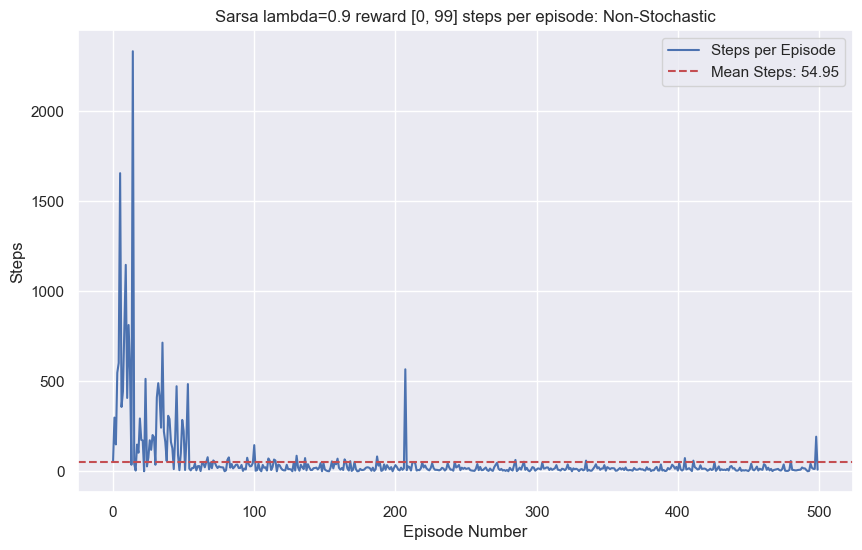 Sarsa lambda=0.9 reward [0, 99] steps per episode: Non-Stochastic
Steps per Episode
Mean Steps: 54.95
2000
1500
1000
500
0
Steps
0 100 200 300 400 500
Episode Number